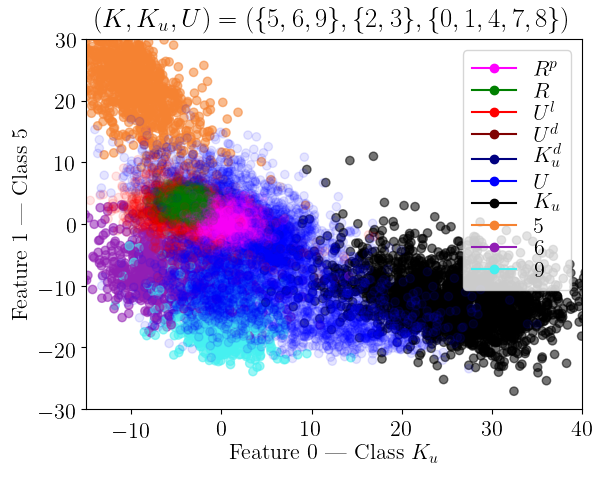 (K, K_u, U) = ({5, 6, 9}, {2, 3}, {0, 1, 4, 7, 8})
30
20
10
0
−10
−20
−30
Feature 1 — Class 5
R^p
R
U^l
U^d
K_u^d
U
K_u
5
6
9
−10
0
10
20
30
40
Feature 0 — Class K_u